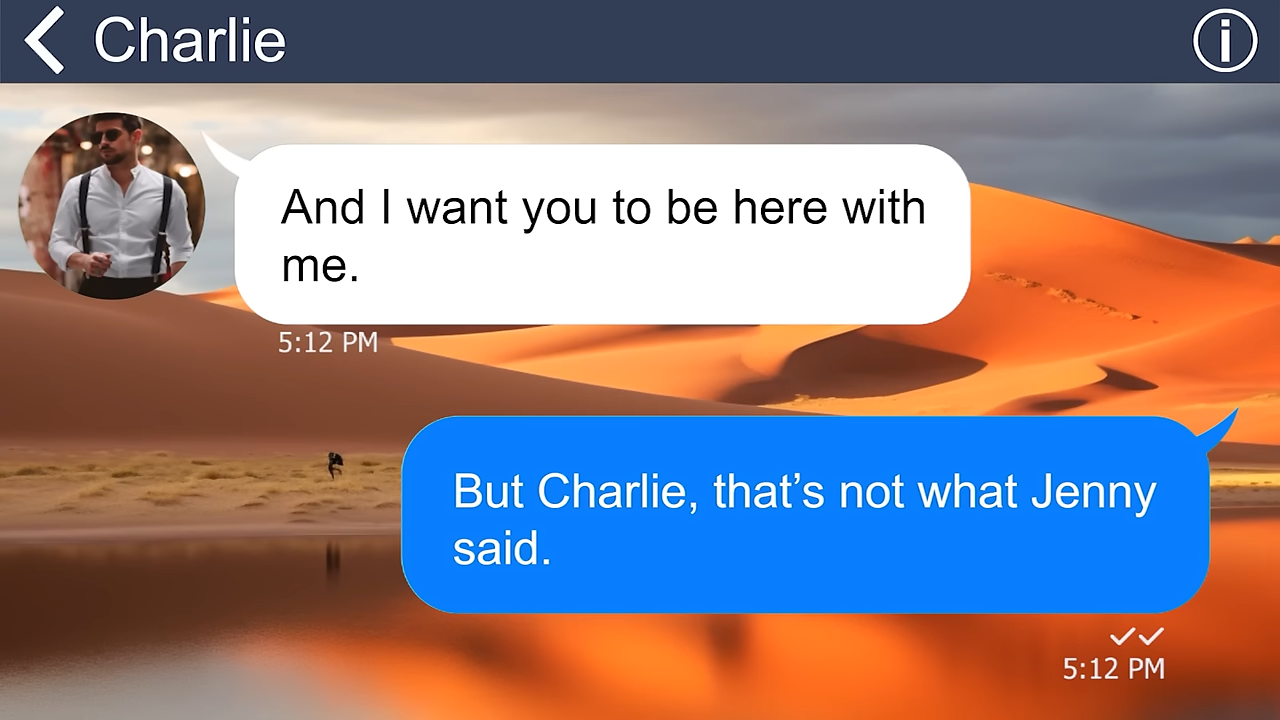 Charlie
And I want you to be here with
me.
5:12 PM
But Charlie, that’s not what Jenny
said.
5:12 PM